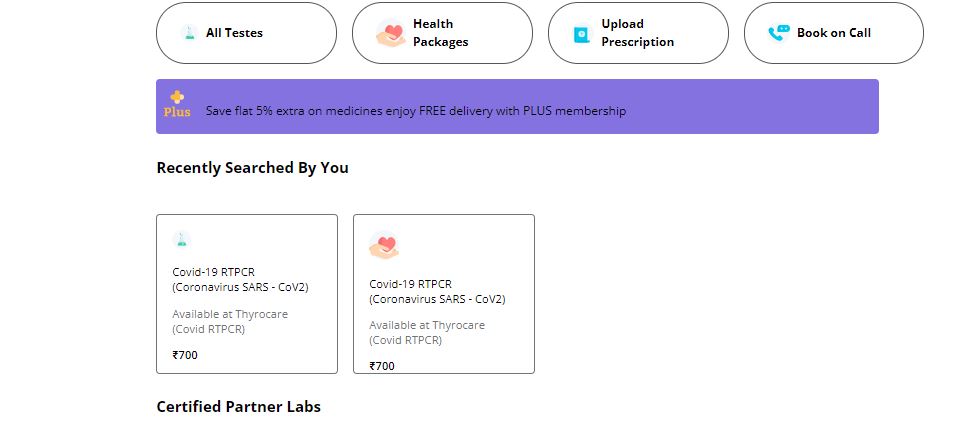 All Testes
Health
Packages
Upload
Prescription
Book on Call
Plus
Save flat 5% extra on medicines enjoy FREE delivery with PLUS membership
Recently Searched By You
Covid-19 RTPCR
(Coronavirus SARS - CoV2)
Available at Thyrocare
(Covid RTPCR)
₹700
Covid-19 RTPCR
(Coronavirus SARS - CoV2)
Available at Thyrocare
(Covid RTPCR)
₹700
Certified Partner Labs